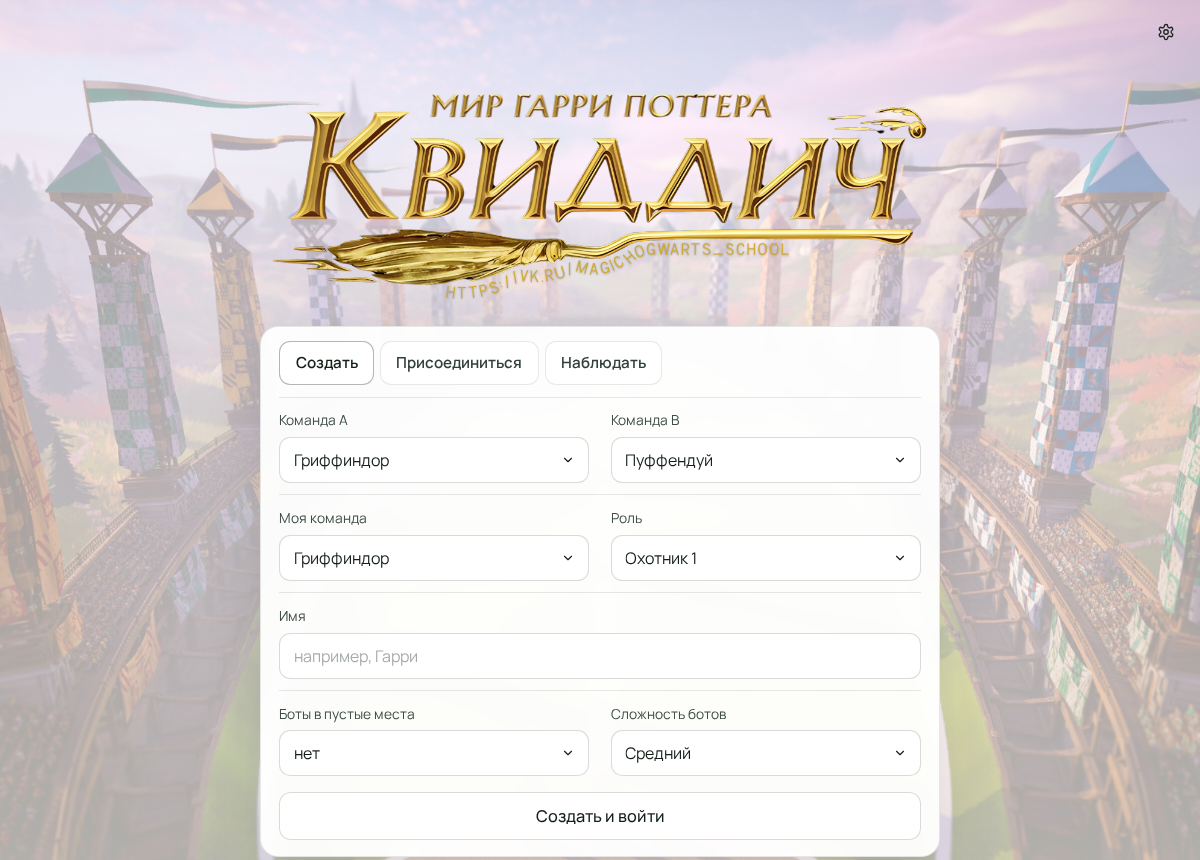 МИР ГАРРИ ПОТТЕРА
КВИДДИЧ
HTTPS://VK.RU/MAGICHOGWARTS_SCHOOL
Создать Присоединиться Наблюдать
Команда A Команда B
Гриффиндор Пуффендуй
Моя команда Роль
Гриффиндор Охотник 1
Имя
например, Гарри
Боты в пустые места Сложность ботов
нет Средний
Создать и войти